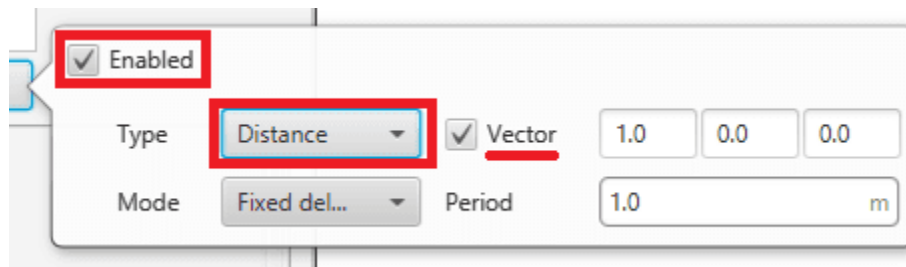 Enabled
Type Distance Vector 1.0 0.0 0.0
Mode Fixed del... Period 1.0 m